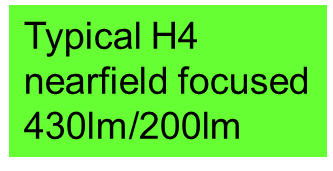 Typical H4
nearfield focused
430lm/200lm